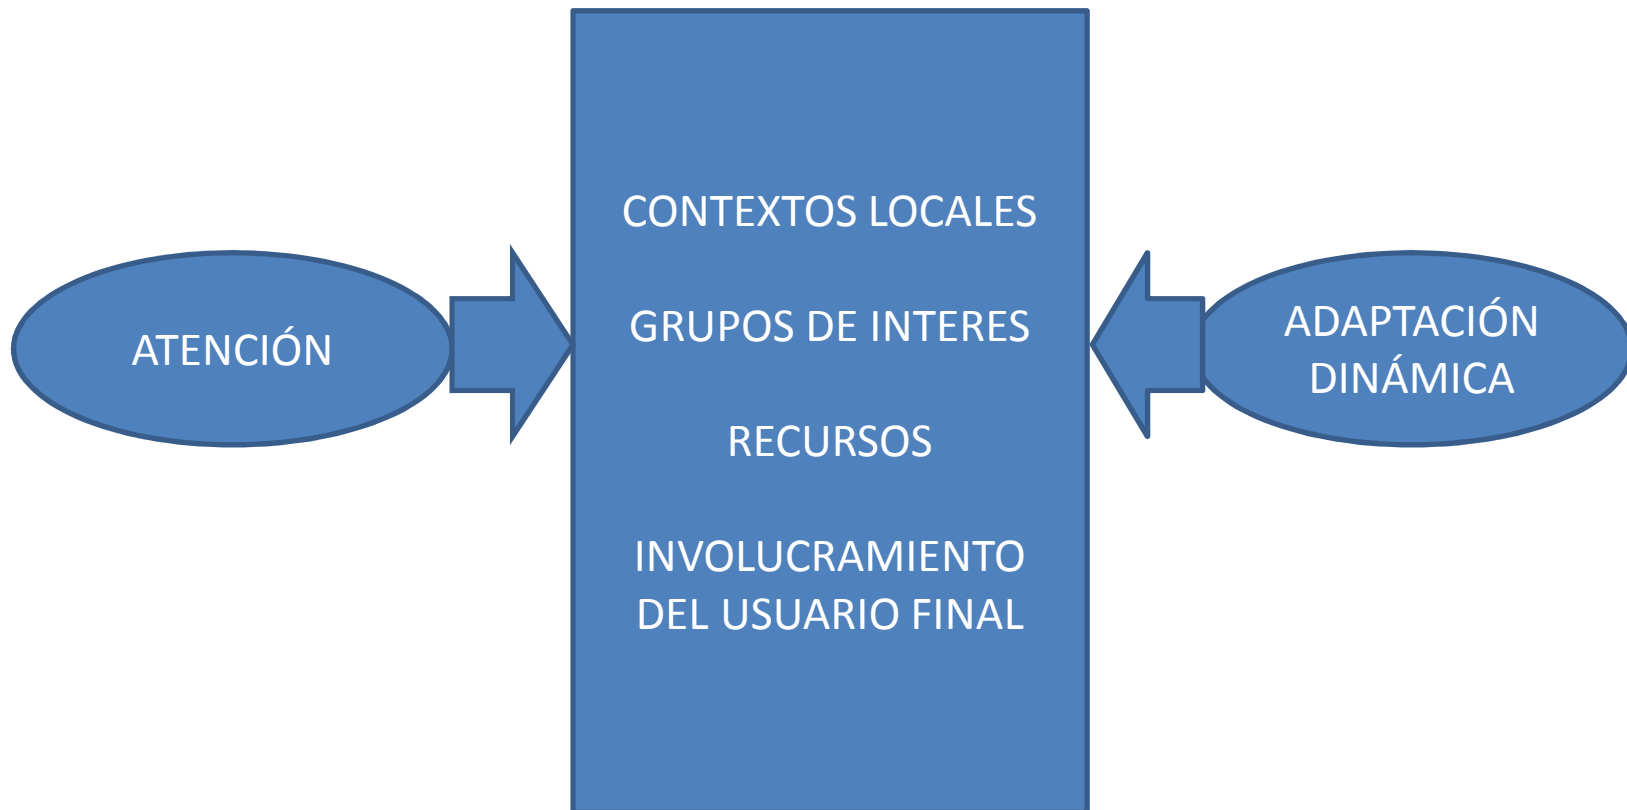 ATENCIÓN
CONTEXTOS LOCALES
GRUPOS DE INTERES
RECURSOS
INVOLUCRAMIENTO
DEL USUARIO FINAL
ADAPTACIÓN
DINÁMICA